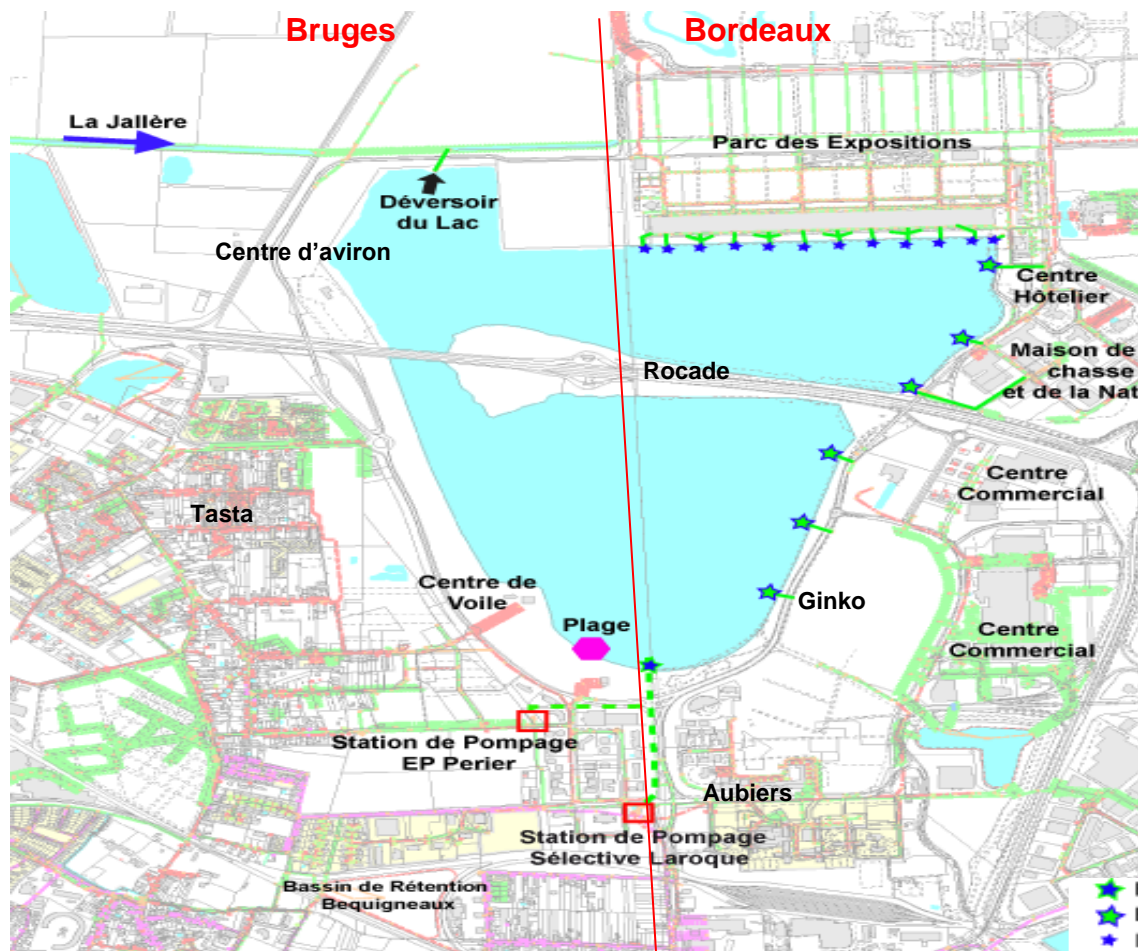 Bruges
Bordeaux
La Jallère
Parc des Expositions
Déversoir
du Lac
Centre d'aviron
Centre
Hôtelier
Rocade
Maison de
chasse
et de la Nat
Centre
Commercial
Tasta
Centre de
Voile
Plage
Ginko
Centre
Commercial
Station de Pompage
EP Perier
Aubiers
Station de Pompage
Sélective Laroque
Bassin de Rétention
Bequigneaux